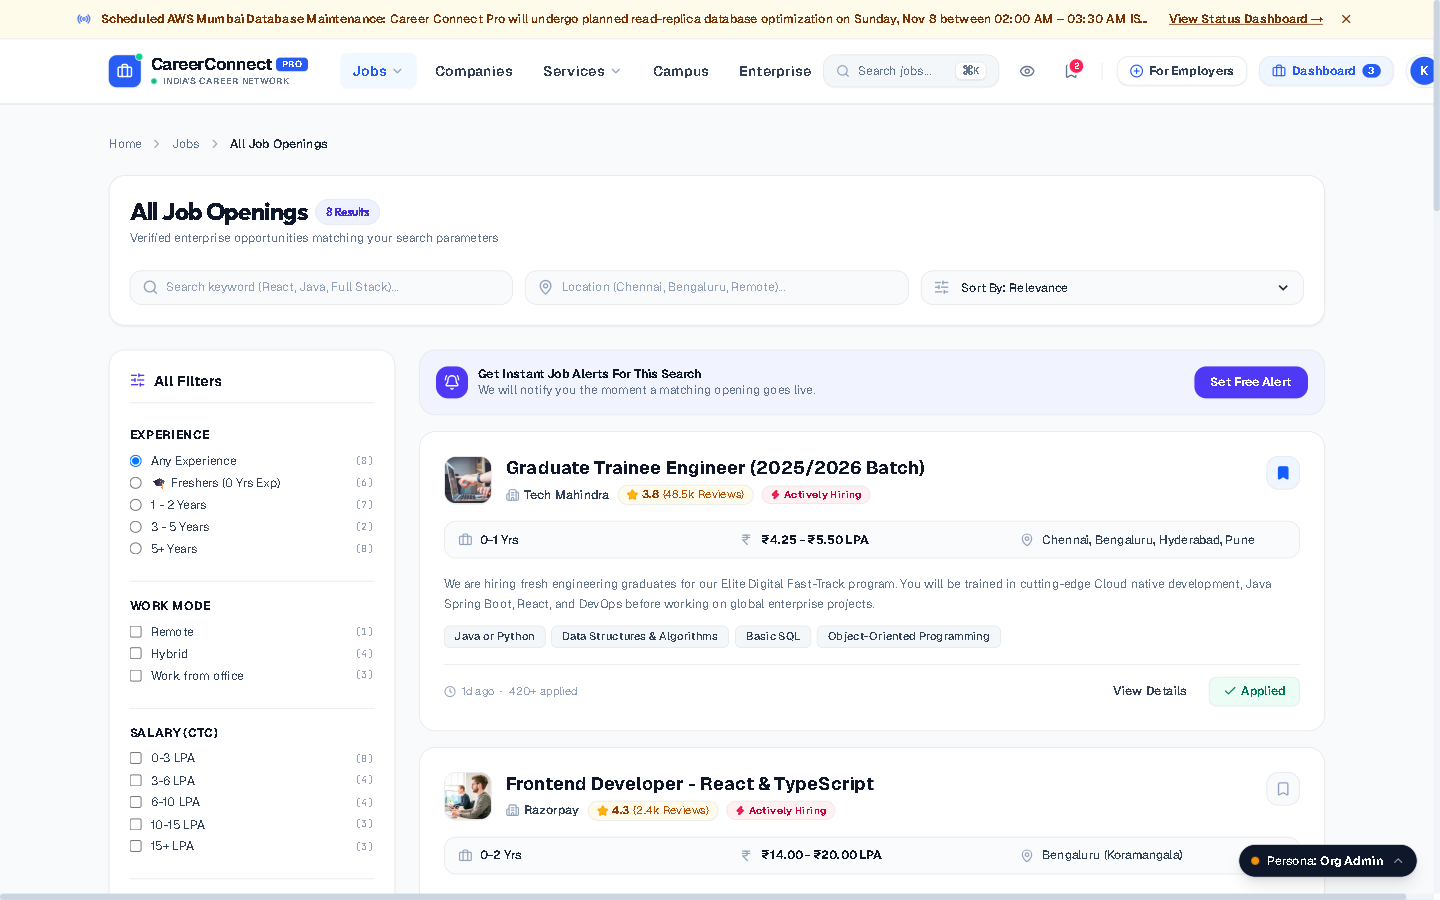 Scheduled AWS Mumbai Database Maintenance: Career Connect Pro will undergo planned read-replica database optimization on Sunday, Nov 8 between 02:00 AM – 03:30 AM IS... View Status Dashboard →
CareerConnect PRO
INDIA'S CAREER NETWORK
Jobs Companies Services Campus Enterprise Search jobs... ⌘K 2 For Employers Dashboard 3 K
Home Jobs All Job Openings
All Job Openings 8 Results
Verified enterprise opportunities matching your search parameters
Search keyword (React, Java, Full Stack)... Location (Chennai, Bengaluru, Remote)... Sort By: Relevance
All Filters
EXPERIENCE
Any Experience (8)
Freshers (0 Yrs Exp) (6)
1 - 2 Years (7)
3 - 5 Years (2)
5+ Years (8)
WORK MODE
Remote (1)
Hybrid (4)
Work from office (3)
SALARY (CTC)
0-3 LPA (8)
3-6 LPA (4)
6-10 LPA (4)
10-15 LPA (3)
15+ LPA (3)
Get Instant Job Alerts For This Search
We will notify you the moment a matching opening goes live.
Set Free Alert
Graduate Trainee Engineer (2025/2026 Batch)
Tech Mahindra 3.8 (48.5k Reviews) Actively Hiring
0–1 Yrs ₹ ₹4.25 – ₹5.50 LPA Chennai, Bengaluru, Hyderabad, Pune
We are hiring fresh engineering graduates for our Elite Digital Fast-Track program. You will be trained in cutting-edge Cloud native development, Java
Spring Boot, React, and DevOps before working on global enterprise projects.
Java or Python Data Structures & Algorithms Basic SQL Object-Oriented Programming
1d ago · 420+ applied View Details Applied
Frontend Developer - React & TypeScript
Razorpay 4.3 (2.4k Reviews) Actively Hiring
0–2 Yrs ₹ ₹14.00 – ₹20.00 LPA Bengaluru (Koramangala)
Persona: Org Admin